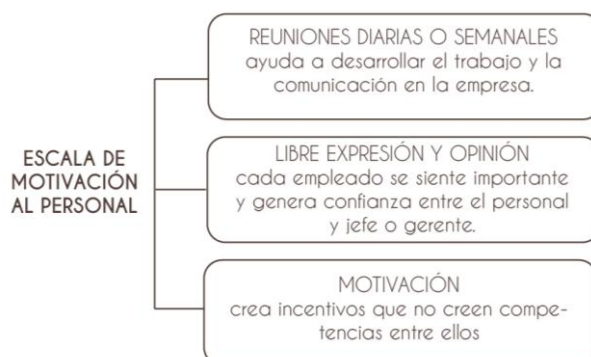 ESCALA DE
MOTIVACIÓN
AL PERSONAL
REUNIONES DIARIAS O SEMANALES
ayuda a desarrollar el trabajo y la
comunicación en la empresa.
LIBRE EXPRESIÓN Y OPINIÓN
cada empleado se siente importante
y genera confianza entre el personal
y jefe o gerente.
MOTIVACIÓN
crea incentivos que no creen compe-
tencias entre ellos